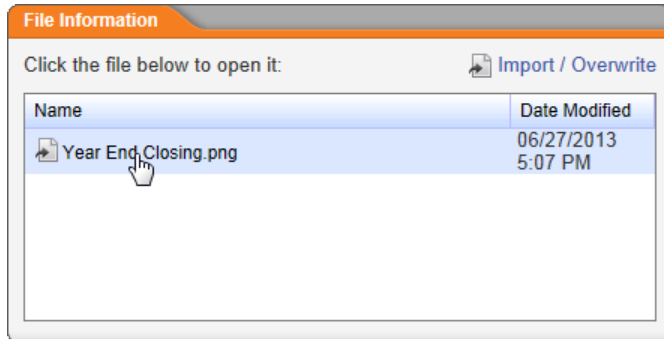 File Information
Click the file below to open it:
Import / Overwrite
Name
Date Modified
Year End Closing.png
06/27/2013
5:07 PM